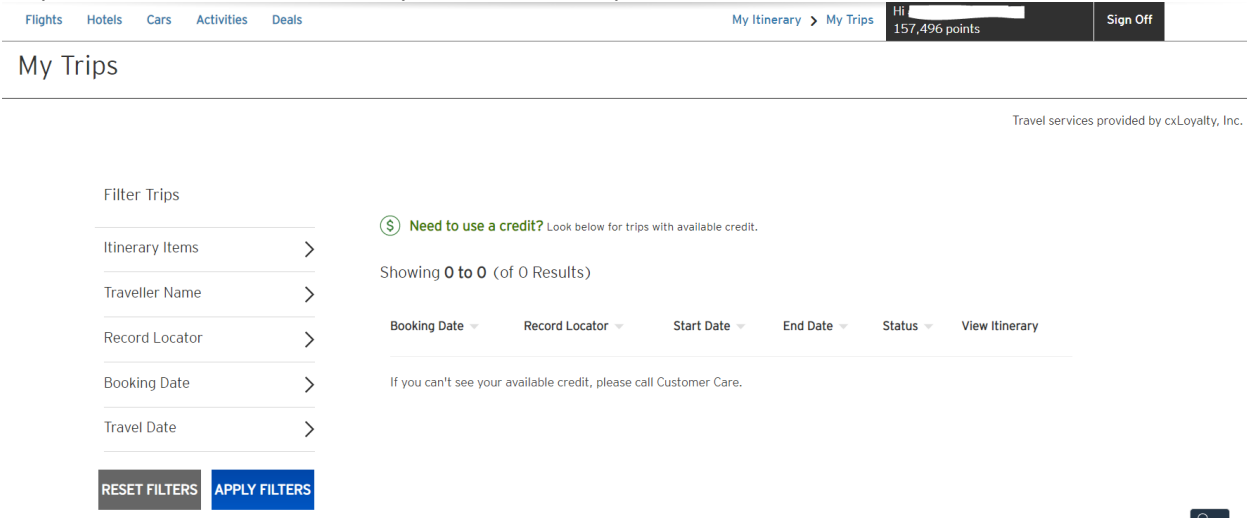 Flights Hotels Cars Activities Deals My Itinerary > My Trips Hi
157,496 points Sign Off
My Trips
Travel services provided by cxLoyalty, Inc.
Filter Trips
$ Need to use a credit? Look below for trips with available credit.
Itinerary Items
Showing 0 to 0 (of 0 Results)
Traveller Name
Booking Date Record Locator Start Date End Date Status View Itinerary
Record Locator
Booking Date
If you can't see your available credit, please call Customer Care.
Travel Date
RESET FILTERS APPLY FILTERS